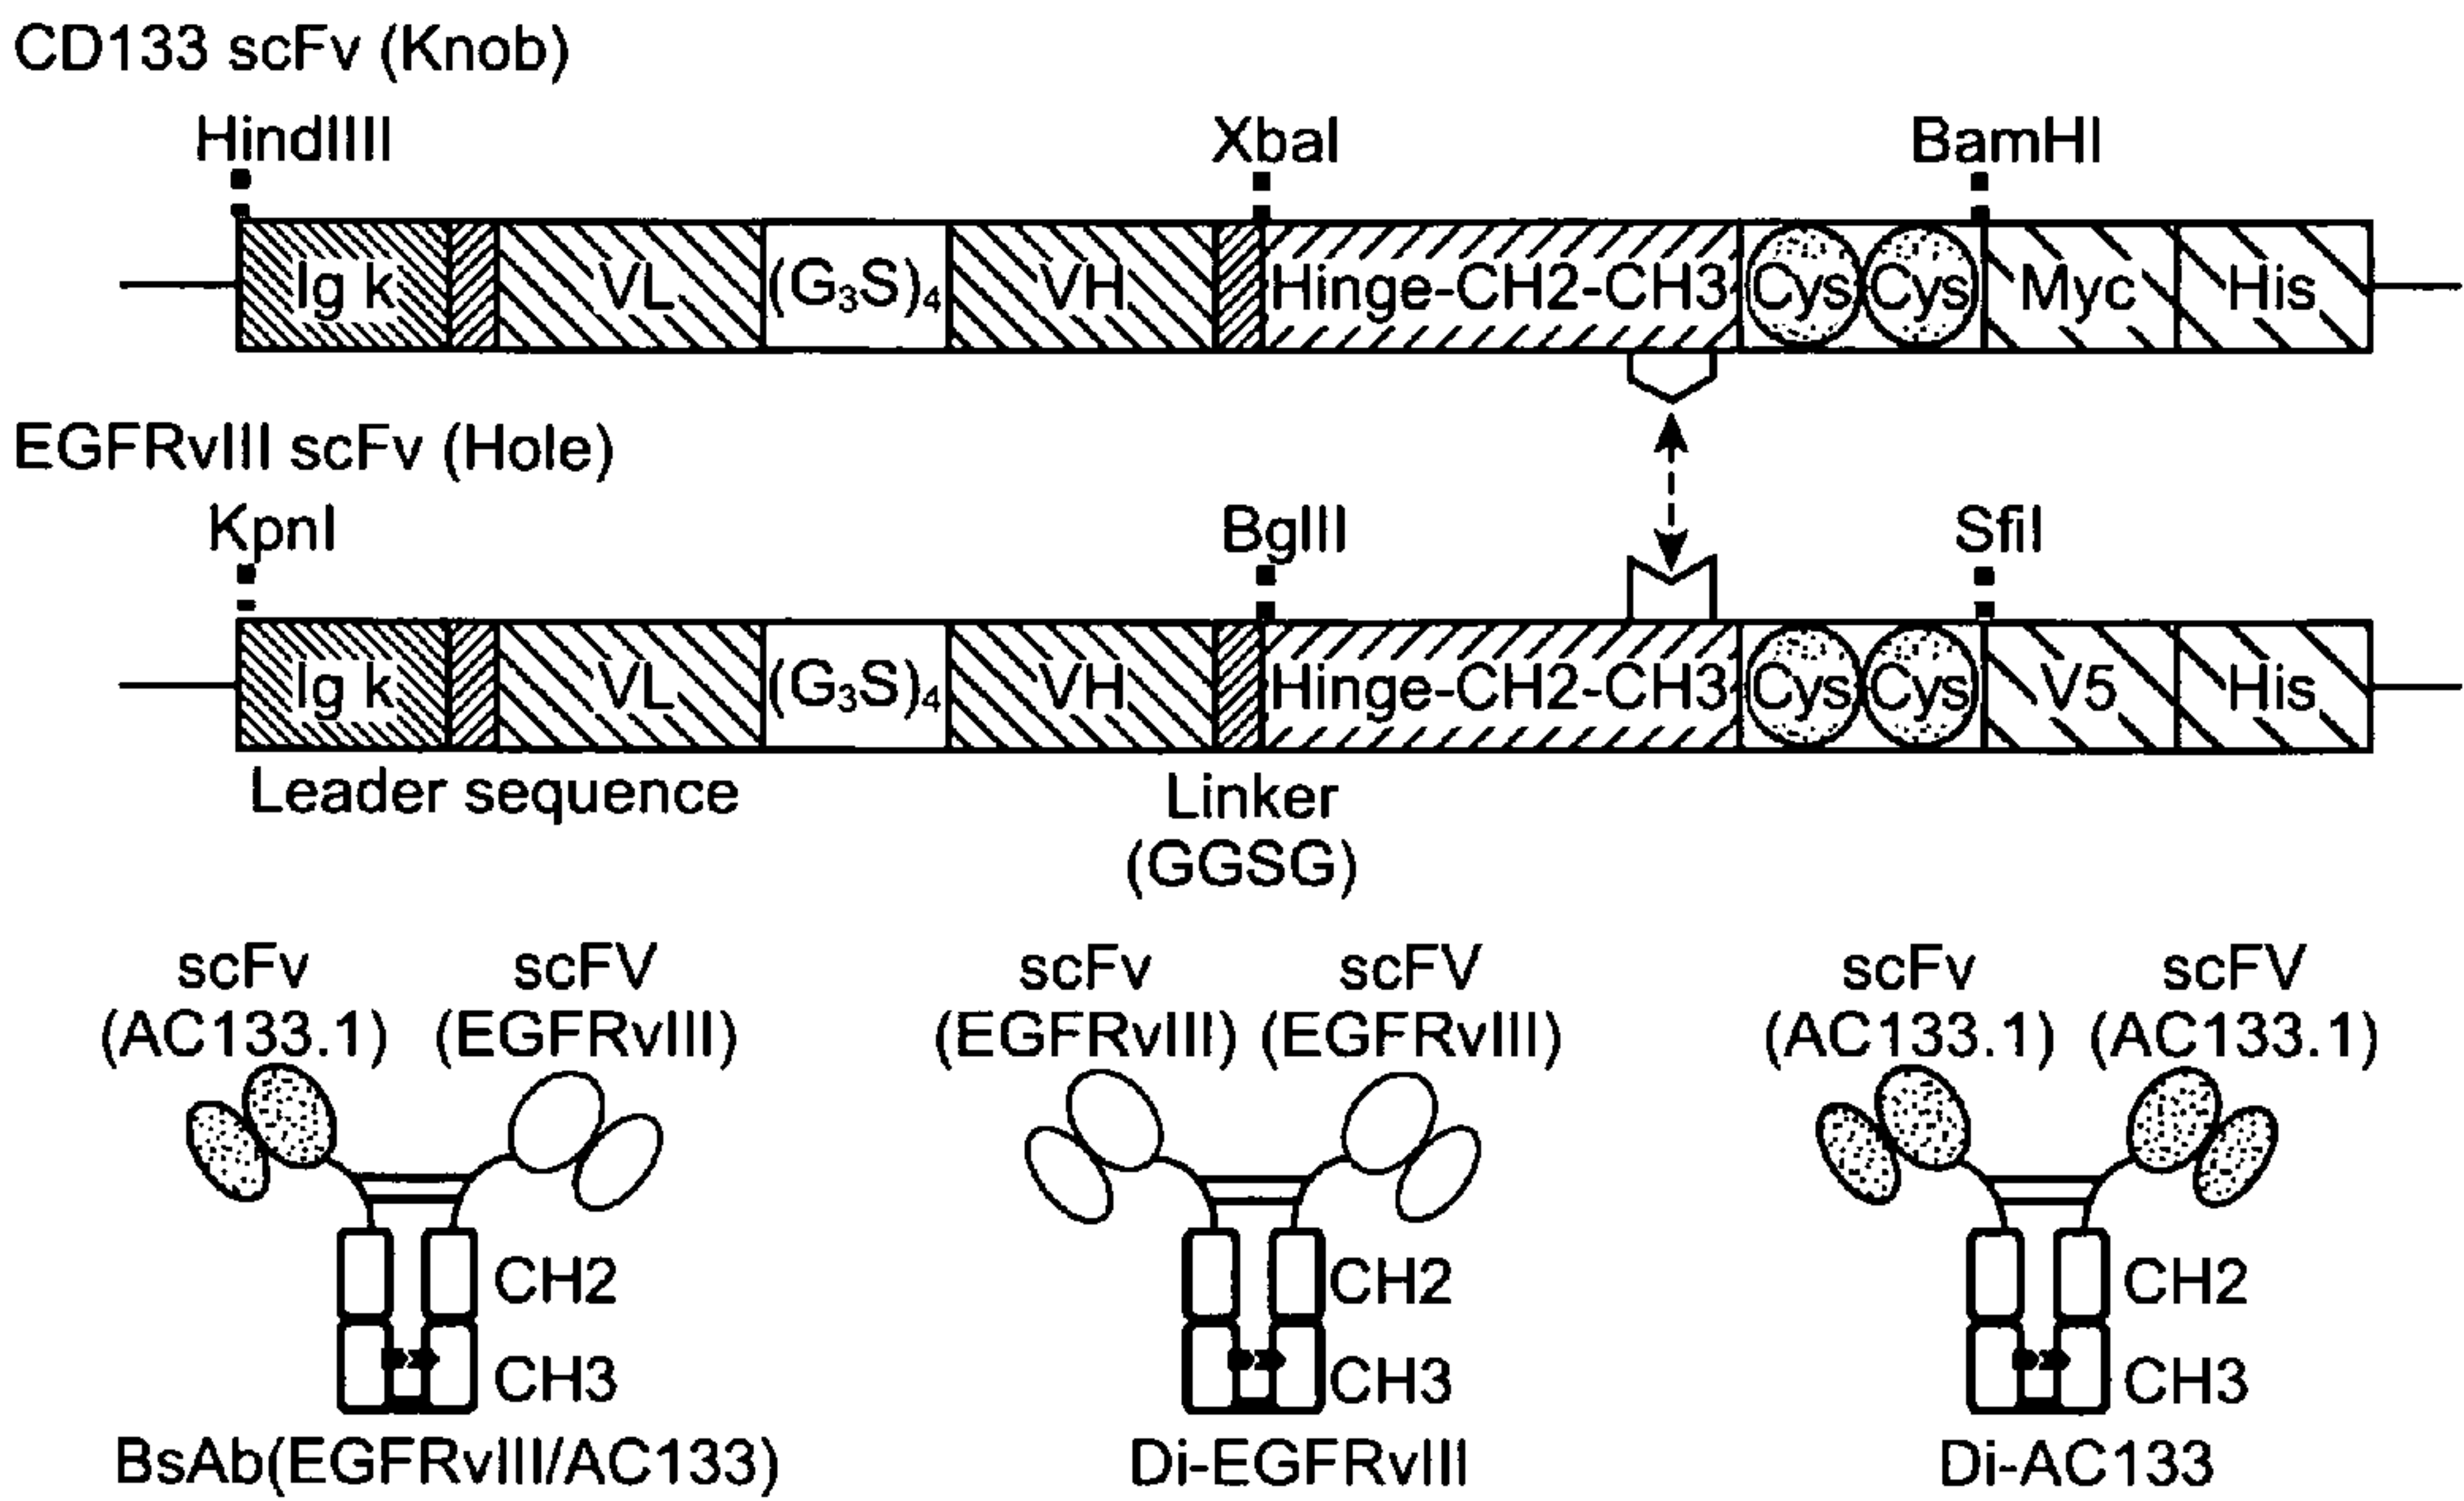 CD133 scFv (Knob)
HindIIII XbaI BamHI
Ig k VL (G₃S)₄ VH Hinge-CH2-CH3 Cys Cys Myc His
EGFRvIII scFv (Hole)
KpnI BglII SfiI
Ig k VL (G₃S)₄ VH Hinge-CH2-CH3 Cys Cys V5 His
Leader sequence Linker
(GGSG)
scFv scFV scFv scFV scFv scFV
(AC133.1) (EGFRvIII) (EGFRvIII) (EGFRvIII) (AC133.1) (AC133.1)
CH2 CH2 CH2
CH3 CH3 CH3
BsAb(EGFRvIII/AC133) Di-EGFRvIII Di-AC133